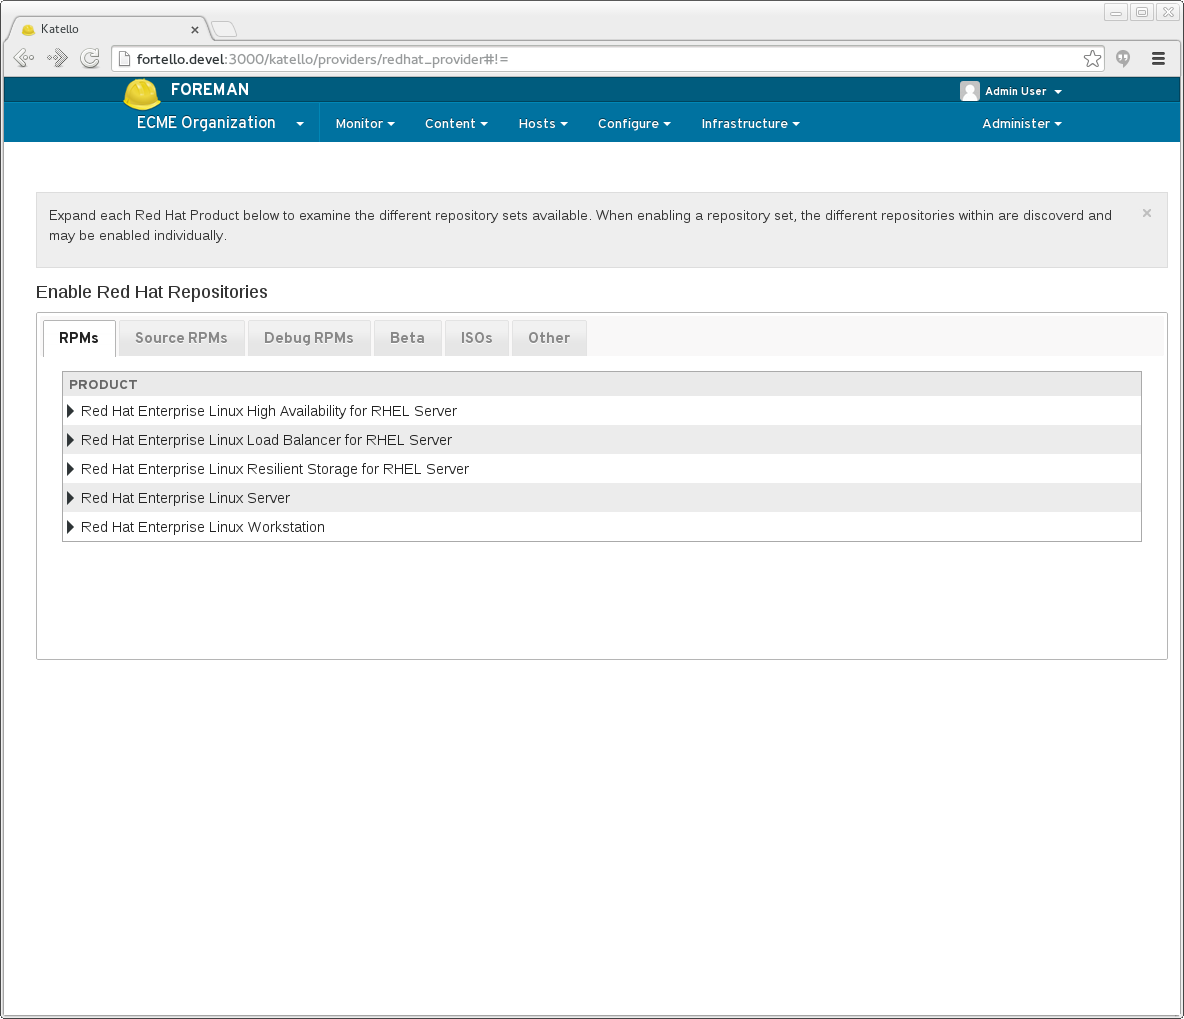 Katello
fortello.devel:3000/katello/providers/redhat_provider#!=
FOREMAN
Admin User
ECME Organization Monitor Content Hosts Configure Infrastructure Administer
Expand each Red Hat Product below to examine the different repository sets available. When enabling a repository set, the different repositories within are discoverd and
may be enabled individually.
Enable Red Hat Repositories
RPMs Source RPMs Debug RPMs Beta ISOs Other
PRODUCT
Red Hat Enterprise Linux High Availability for RHEL Server
Red Hat Enterprise Linux Load Balancer for RHEL Server
Red Hat Enterprise Linux Resilient Storage for RHEL Server
Red Hat Enterprise Linux Server
Red Hat Enterprise Linux Workstation